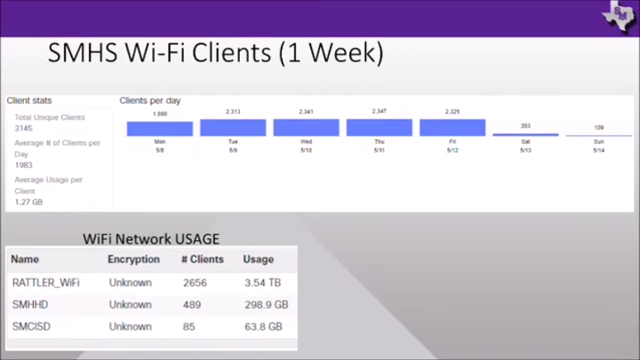 SMHS Wi-Fi Clients (1 Week)
Client stats
Total Unique Clients
3145
Average # of Clients per
Day
1983
Average Usage per
Client
1.27 GB
Clients per day
2,313 2,341 2,347 2,325
Mon Tue Wed Thu Fri Sat Sun
5/8 5/9 5/10 5/11 5/12 5/13 5/14
WiFi Network USAGE
Name Encryption # Clients Usage
RATTLER_WiFi Unknown 2656 3.54 TB
SMHHD Unknown 489 298.9 GB
SMCISD Unknown 85 63.8 GB